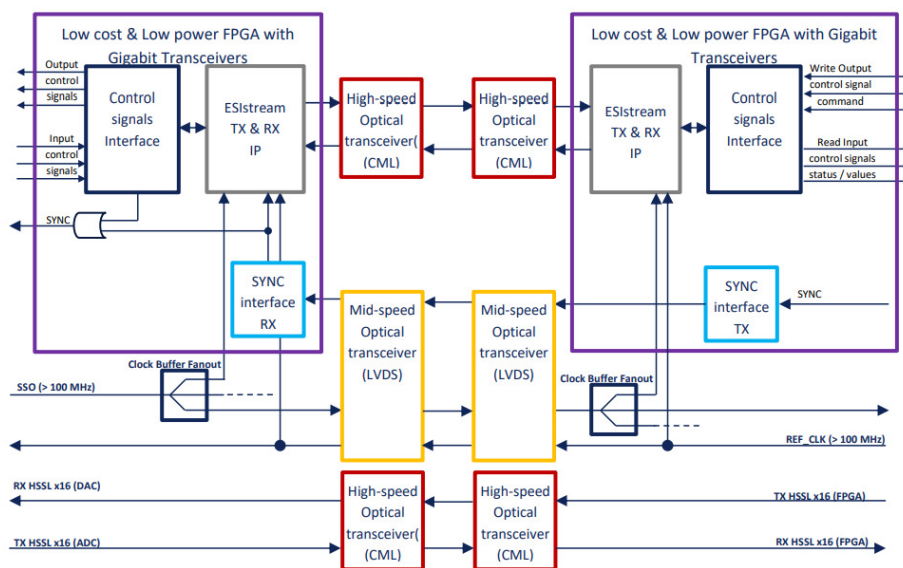 Low cost & Low power FPGA with
Gigabit Transceivers
Output
control
signals
Input
control
signals
Control
signals
Interface
ESIstream
TX & RX
IP
High-speed
Optical
transceiver(
(CML)
High-speed
Optical
transceiver
(CML)
Low cost & Low power FPGA with Gigabit
Transceivers
ESIstream
TX & RX
IP
Control
signals
Interface
Write Output
control signal
command
Read Input
control signals
status / values
SYNC
SYNC
interface
RX
Mid-speed
Optical
transceiver
(LVDS)
Mid-speed
Optical
transceiver
(LVDS)
SYNC
interface
TX
SYNC
Clock Buffer Fanout
SSO (> 100 MHz)
Clock Buffer Fanout
REF_CLK (> 100 MHz)
RX HSSL x16 (DAC)
TX HSSL x16 (ADC)
High-speed
Optical
transceiver(
(CML)
High-speed
Optical
transceiver
(CML)
TX HSSL x16 (FPGA)
RX HSSL x16 (FPGA)